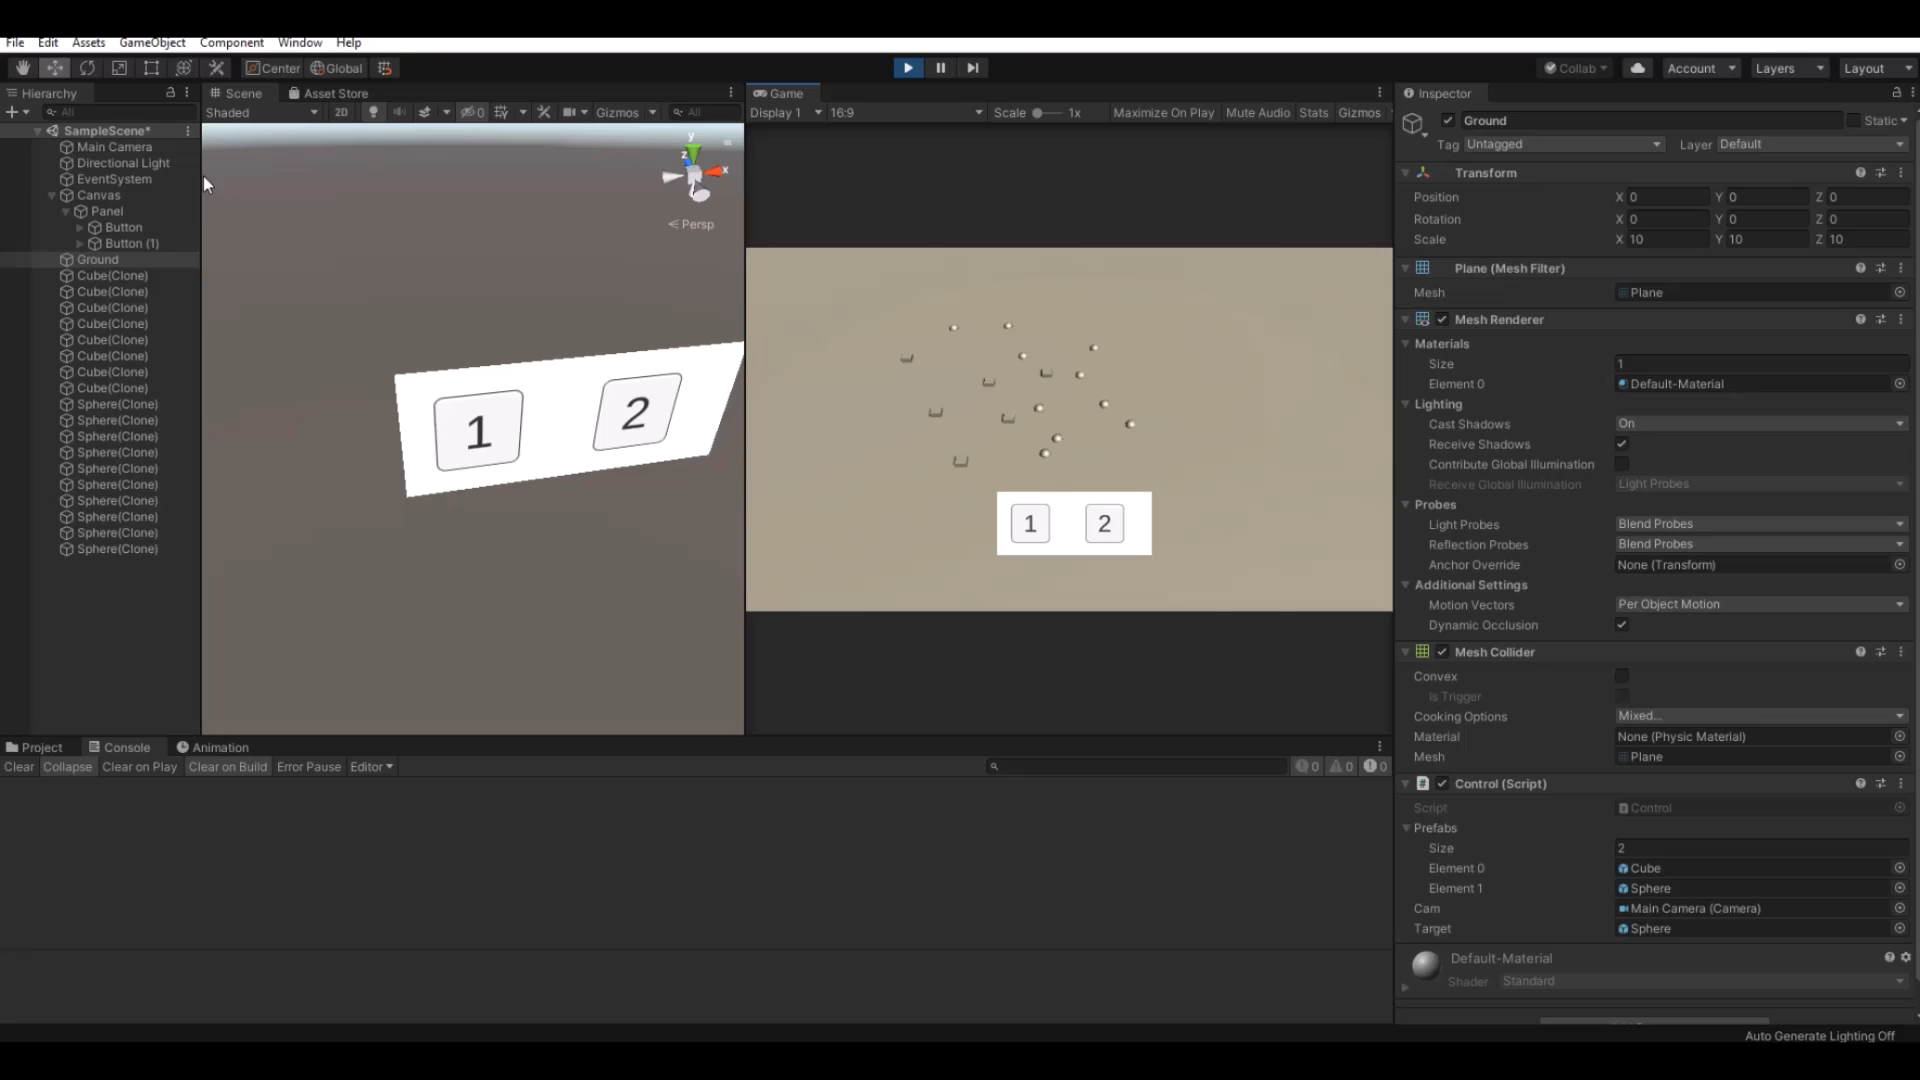 File Edit Assets GameObject Component Window Help
Center Global Collab Account Layers Layout
Hierarchy
All
SampleScene*
Main Camera
Directional Light
EventSystem
Canvas
Panel
Button
Button (1)
Ground
Cube(Clone)
Cube(Clone)
Cube(Clone)
Cube(Clone)
Cube(Clone)
Cube(Clone)
Cube(Clone)
Cube(Clone)
Sphere(Clone)
Sphere(Clone)
Sphere(Clone)
Sphere(Clone)
Sphere(Clone)
Sphere(Clone)
Sphere(Clone)
Sphere(Clone)
Sphere(Clone)
Sphere(Clone)
Scene Asset Store
Shaded 2D 0 Gizmos All
y
z
x
Persp
1 2
Game
Display 1 16:9 Scale 1x Maximize On Play Mute Audio Stats Gizmos
1 2
Project Console Animation
Clear Collapse Clear on Play Clear on Build Error Pause Editor 0 0 0
Inspector
Ground Static
Tag Untagged Layer Default
Transform
Position X 0 Y 0 Z 0
Rotation X 0 Y 0 Z 0
Scale X 10 Y 10 Z 10
Plane (Mesh Filter)
Mesh Plane
Mesh Renderer
Materials
Size 1
Element 0 Default-Material
Lighting
Cast Shadows On
Receive Shadows
Contribute Global Illumination
Receive Global Illumination Light Probes
Probes
Light Probes Blend Probes
Reflection Probes Blend Probes
Anchor Override None (Transform)
Additional Settings
Motion Vectors Per Object Motion
Dynamic Occlusion
Mesh Collider
Convex
Is Trigger
Cooking Options Mixed...
Material None (Physic Material)
Mesh Plane
Control (Script)
Script Control
Prefabs
Size 2
Element 0 Cube
Element 1 Sphere
Cam Main Camera (Camera)
Target Sphere
Default-Material
Shader Standard
Auto Generate Lighting Off